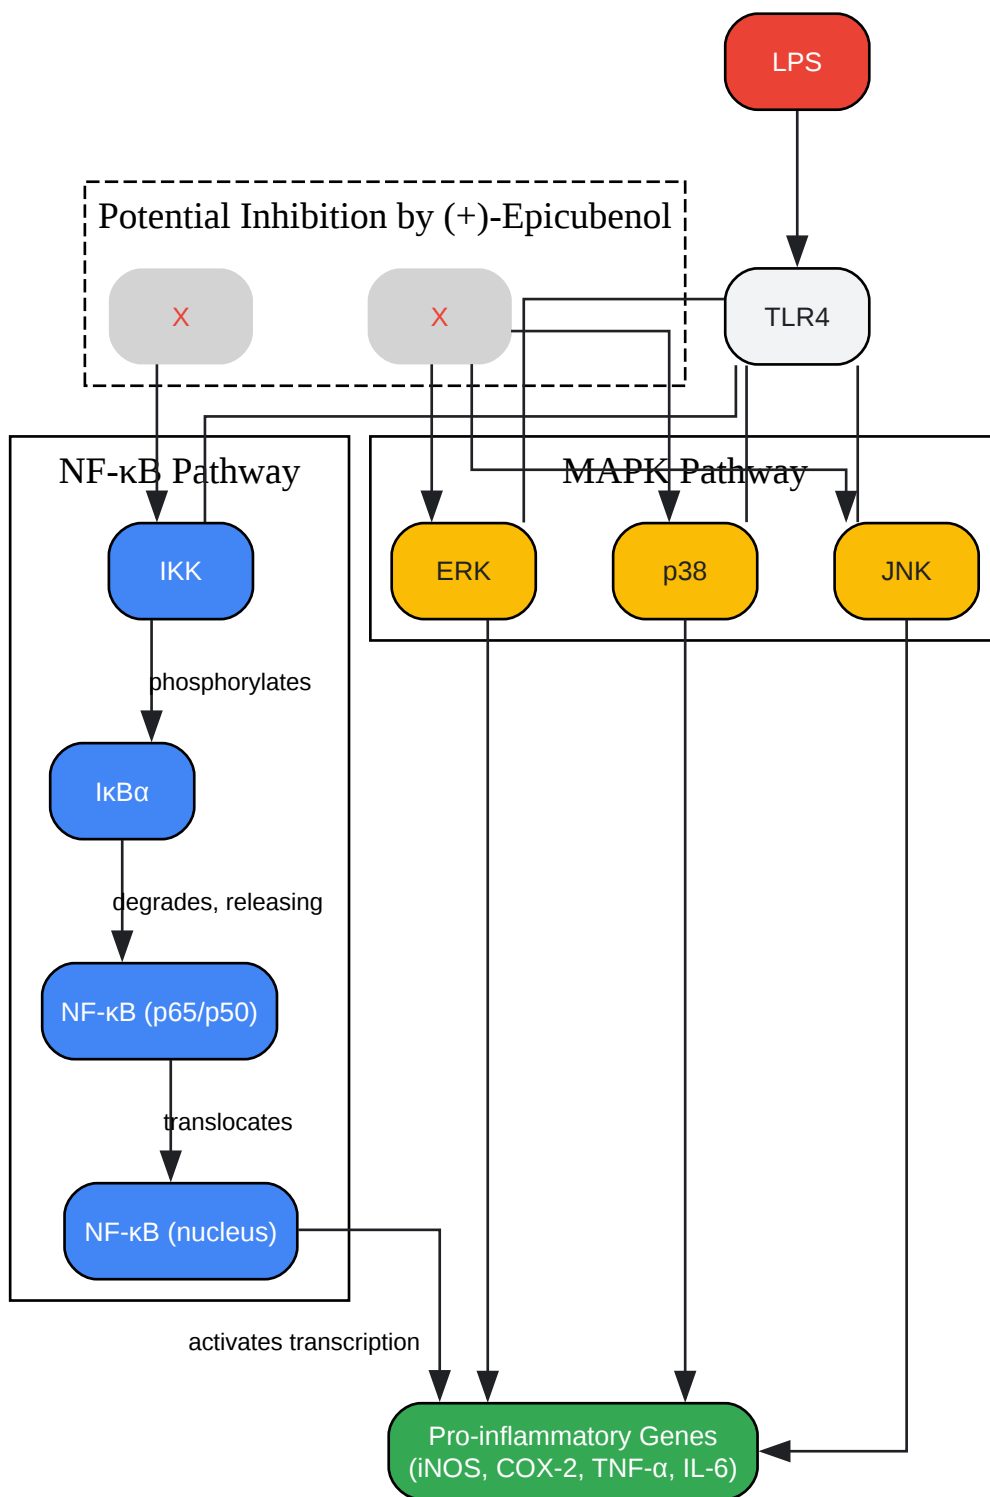 LPS
Potential Inhibition by (+)-Epicubenol
X
X
TLR4
NF-κB Pathway
MAPK Pathway
IKK
ERK
p38
JNK
phosphorylates
IκBα
degrades, releasing
NF-κB (p65/p50)
translocates
NF-κB (nucleus)
activates transcription
Pro-inflammatory Genes
(iNOS, COX-2, TNF-α, IL-6)